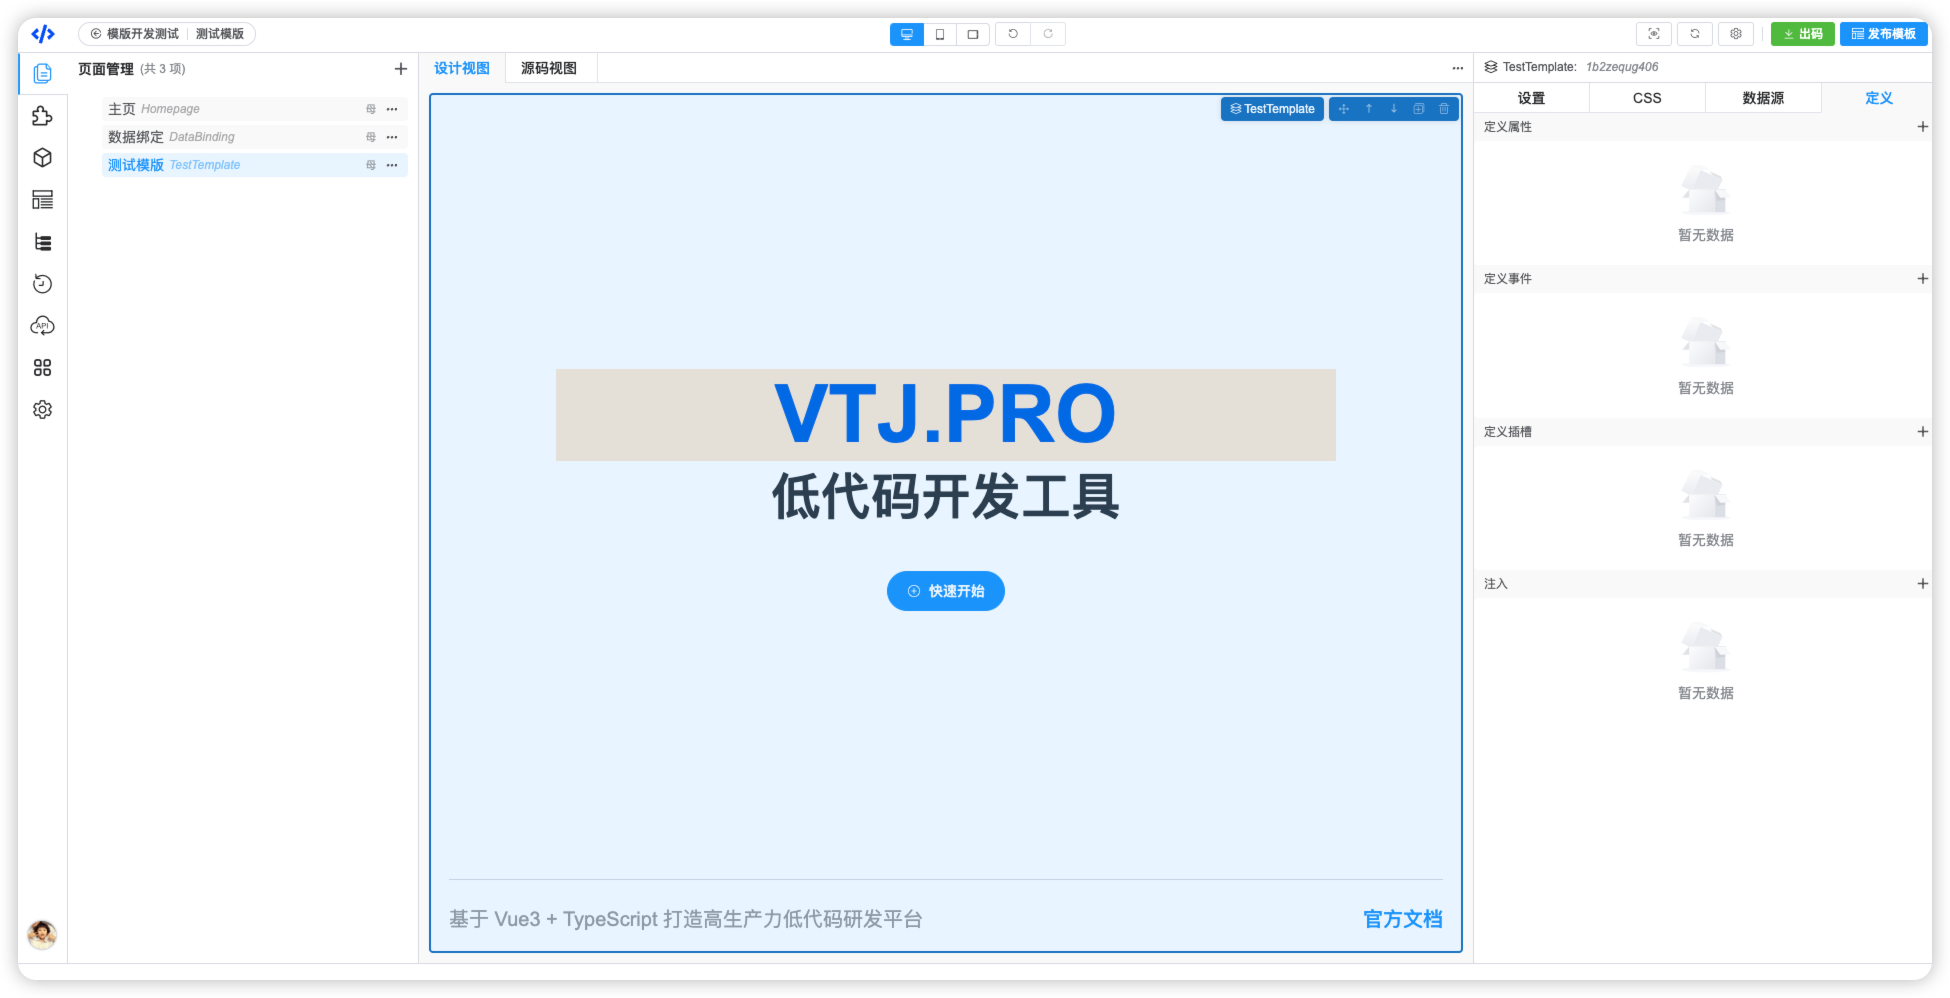 模版开发测试 测试模版
出码 发布模板
页面管理 (共 3 项)
主页 Homepage
数据绑定 DataBinding
测试模版 TestTemplate
API
设计视图 源码视图
TestTemplate
VTJ.PRO
低代码开发工具
快速开始
基于 Vue3 + TypeScript 打造高生产力低代码研发平台
官方文档
TestTemplate: 1b2zequg406
设置 CSS 数据源 定义
定义属性
暂无数据
定义事件
暂无数据
定义插槽
暂无数据
注入
暂无数据